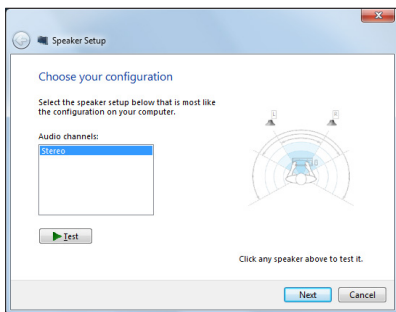 Speaker Setup
Choose your configuration
Select the speaker setup below that is most like
the configuration on your computer.
Audio channels:
Stereo
Test
Click any speaker above to test it.
Next
Cancel